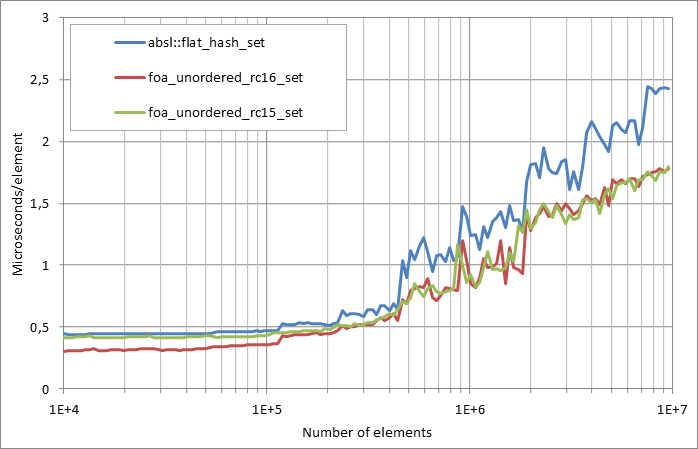 3
absl::flat_hash_set
foa_unordered_rc16_set
foa_unordered_rc15_set
2,5
2
1,5
1
0,5
0
Microseconds/element
1E+4 1E+5 1E+6 1E+7
Number of elements